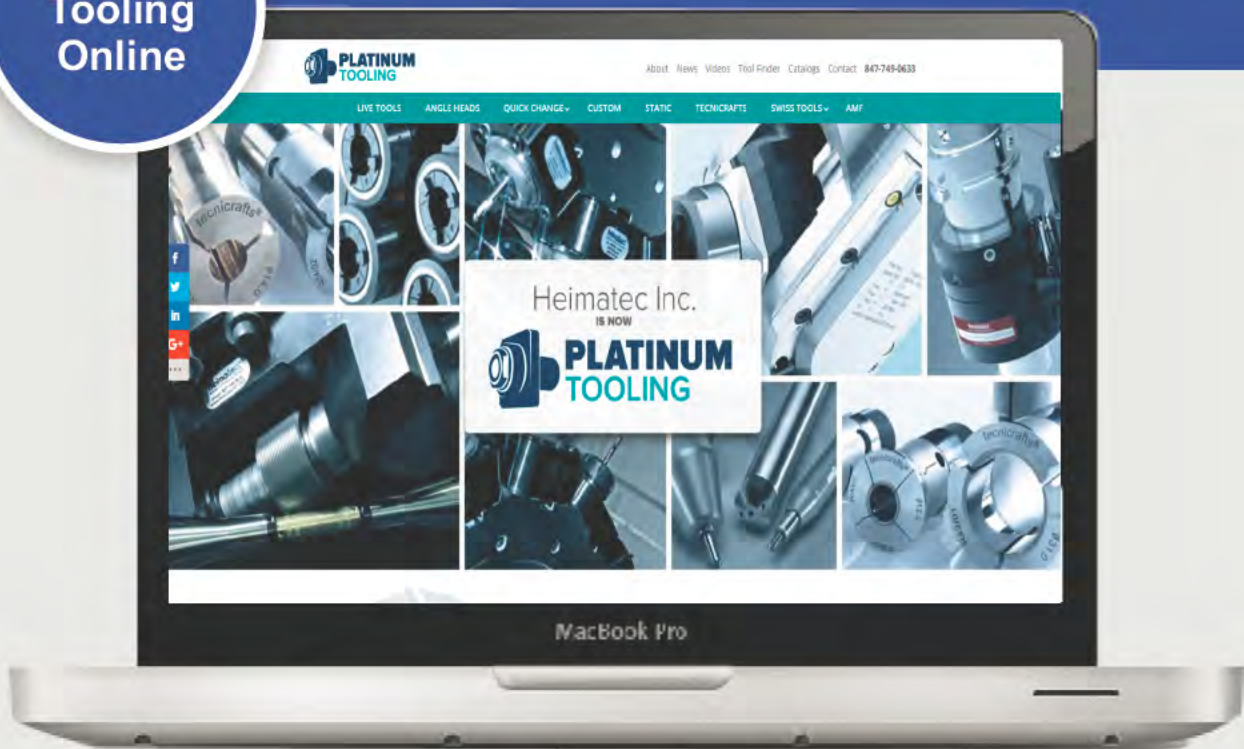 Tooling
Online
PLATINUM
TOOLING
About News Videos Tool Finder Catalogs Contact 847-749-0633
LIVE TOOLS ANGLE HEADS QUICK CHANGE CUSTOM STATIC TECNICRAFTS SWISS TOOLS AMF
tecnicrafts®
tecnicrafts®
f
in
G+
Heimatec Inc.
IS NOW
PLATINUM
TOOLING
MacBook Pro